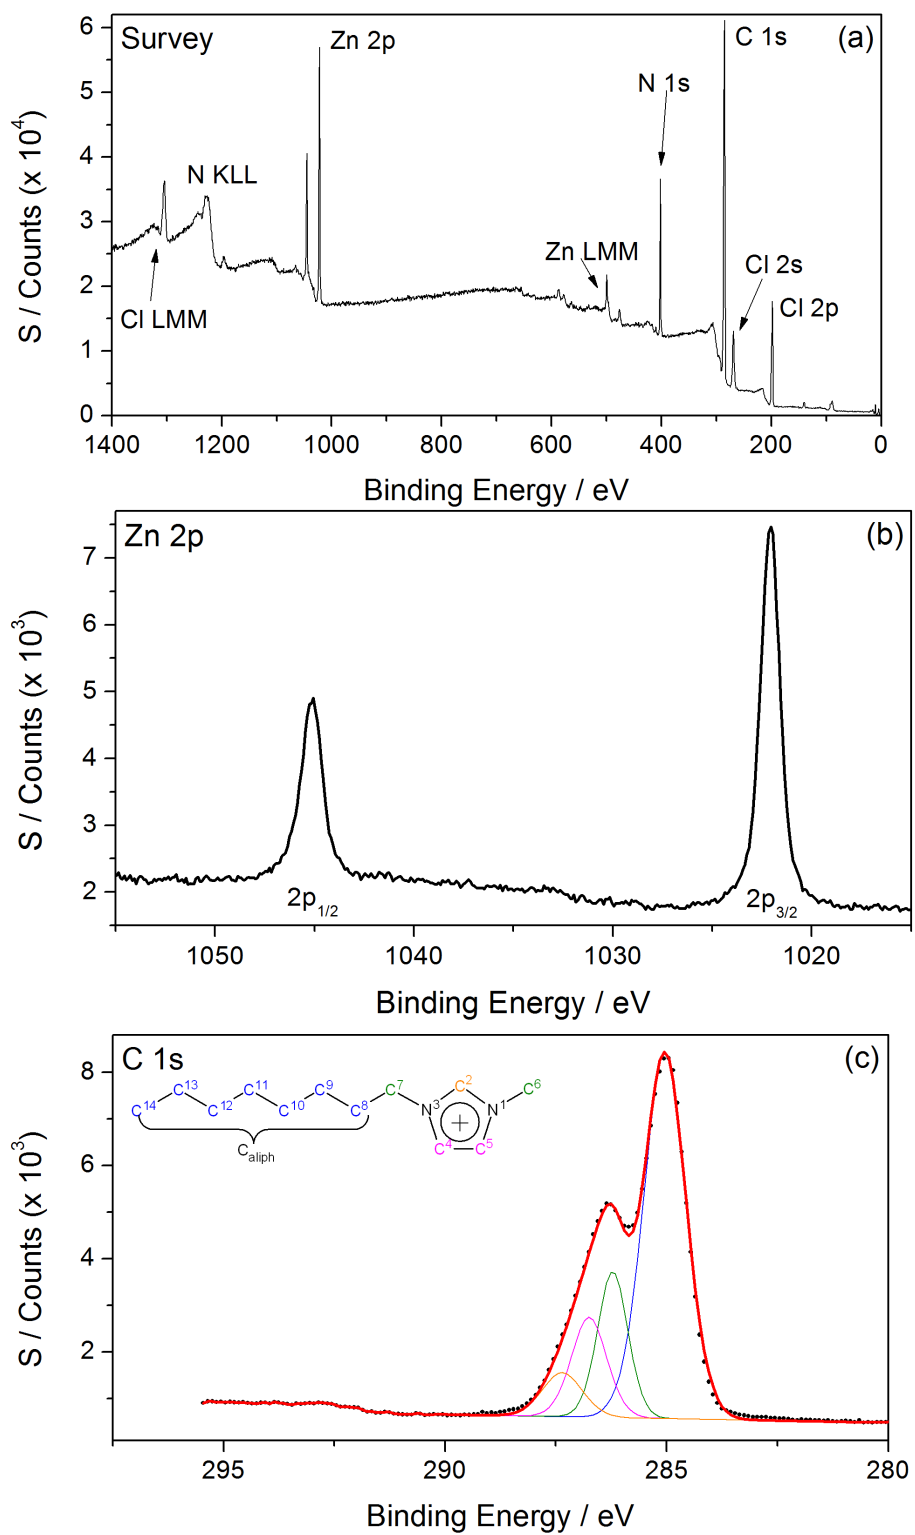 Survey
(a)
Zn 2p
C 1s
N 1s
N KLL
Zn LMM
Cl 2s
Cl LMM
Cl 2p
S / Counts (x 10⁴)
6
5
4
3
2
1
0
1400 1200 1000 800 600 400 200 0
Binding Energy / eV
Zn 2p
(b)
S / Counts (x 10³)
7
6
5
4
3
2
2p₁/₂
2p₃/₂
1050 1040 1030 1020
Binding Energy / eV
C 1s
(c)
S / Counts (x 10³)
8
6
4
2
C¹⁴ C¹³ C¹² C¹¹ C¹⁰ C⁹ C⁸ C⁷ N³ C² N¹ C⁶
+
C⁴ C⁵
Caliph
295 290 285 280
Binding Energy / eV